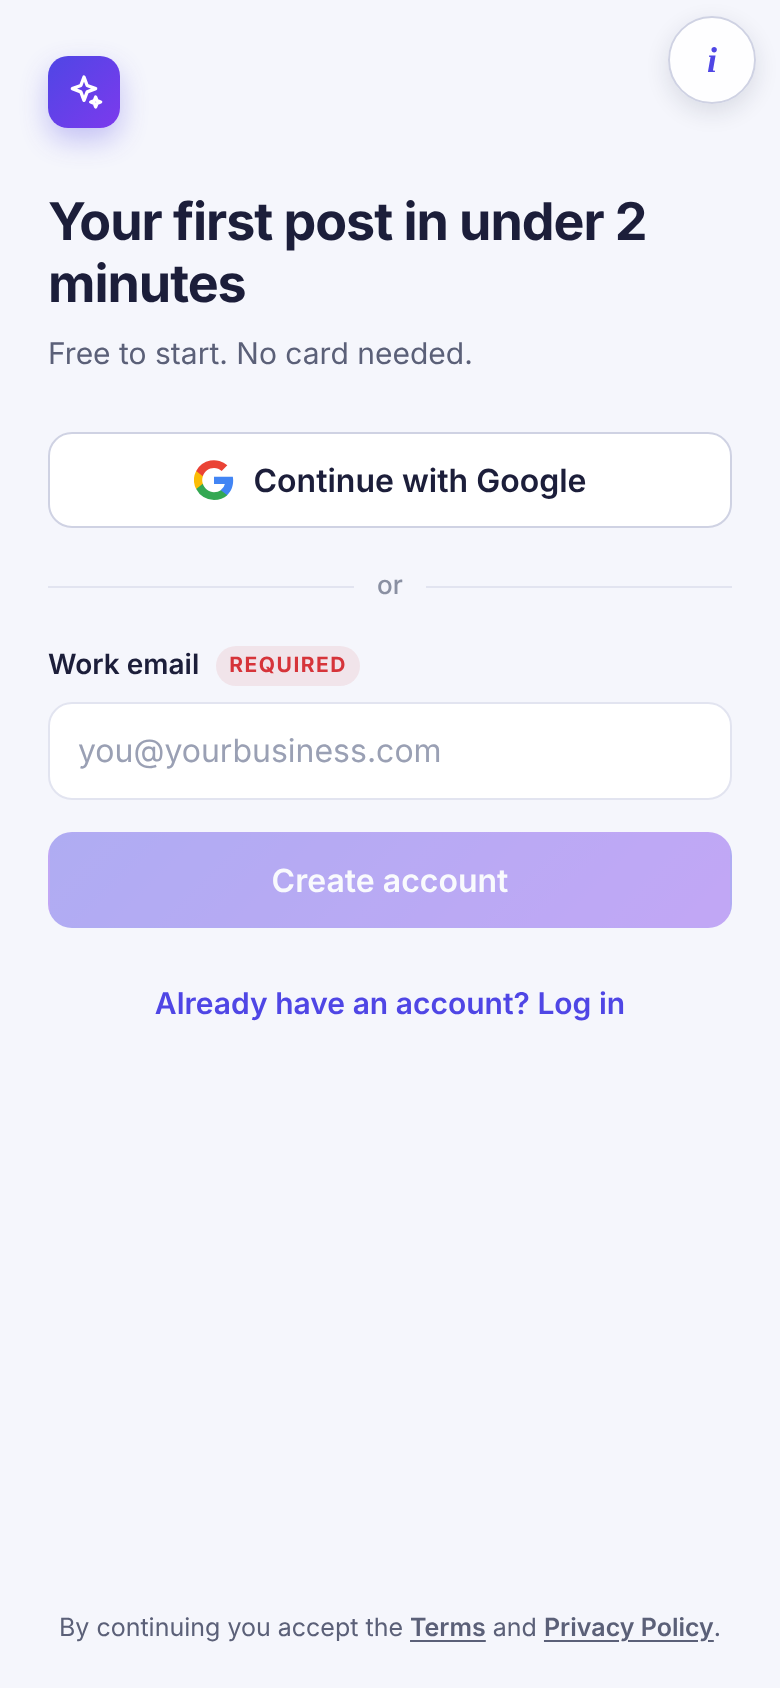 i
Your first post in under 2
minutes
Free to start. No card needed.
Continue with Google
or
Work email REQUIRED
you@yourbusiness.com
Create account
Already have an account? Log in
By continuing you accept the Terms and Privacy Policy.